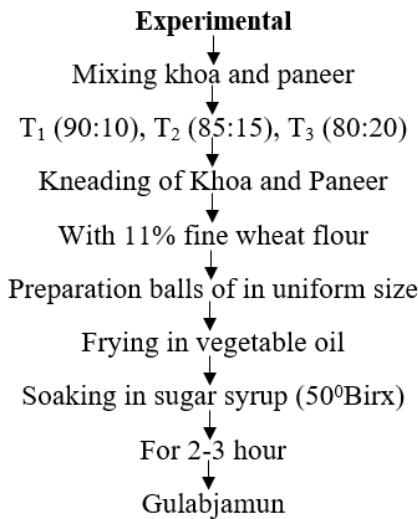 Experimental
Mixing khoa and paneer
T₁ (90:10), T₂ (85:15), T₃ (80:20)
Kneading of Khoa and Paneer
With 11% fine wheat flour
Preparation balls of in uniform size
Frying in vegetable oil
Soaking in sugar syrup (50⁰Birx)
For 2-3 hour
Gulabjamun